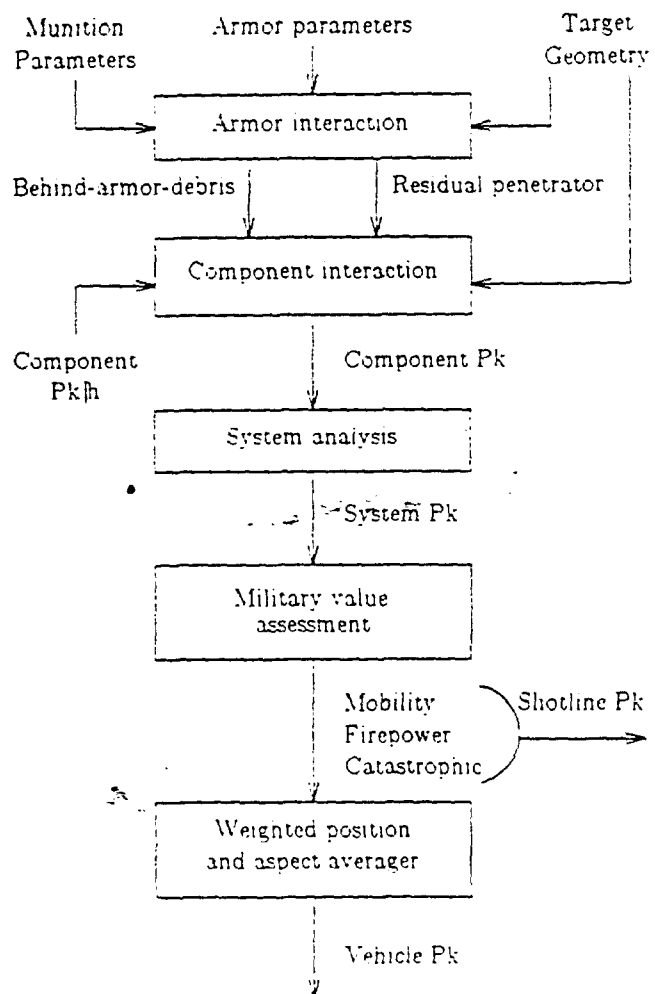 Munition
Parameters
Armor parameters
Target
Geometry
Armor interaction
Behind-armor-debris
Residual penetrator
Component interaction
Component
Pk|h
Component Pk
System analysis
System Pk
Military value
assessment
Mobility
Firepower
Catastrophic
Shotline Pk
Weighted position
and aspect averager
Vehicle Pk